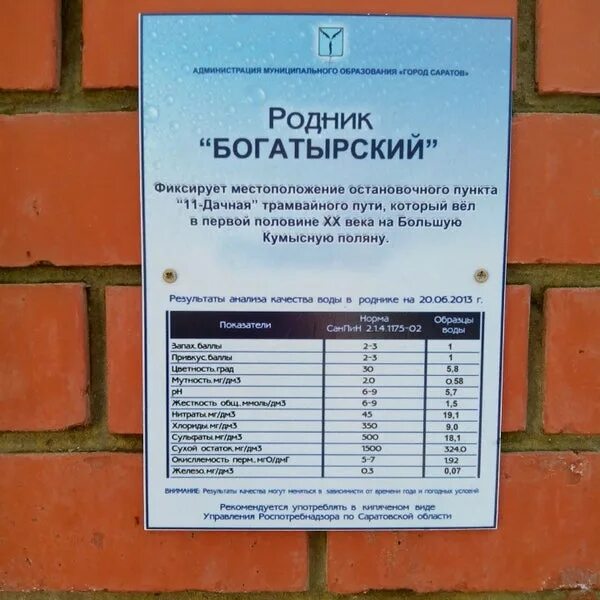 АДМИНИСТРАЦИЯ МУНИЦИПАЛЬНОГО ОБРАЗОВАНИЯ «ГОРОД САРАТОВ»
Родник
"БОГАТЫРСКИЙ"
Фиксирует местоположение остановочного пункта
"11-Дачная" трамвайного пути, который вёл
в первой половине XX века на Большую
Кумысную поляну.
Результаты анализа качества воды в роднике на 20.06.2013 г.
Показатели Норма СанПиН 2.1.4.1175-02 Образцы воды
Запах.баллы 2-3 1
Привкус.баллы 2-3 1
Цветность.град 30 5,8
Мутность.мг/дм3 2.0 0.58
рН 6-9 5,7
Жесткость общ. ммоль/дм3 6-9 1,5
Нитраты.мг/дм3 45 19,1
Хлориды.мг/дм3 350 9,0
Сульфаты.мг/дм3 500 18,1
Сухой остаток.мг/дм3 1500 324.0
Окисляемость перм. мгО/дмГ 5-7 1.92
Железо.мг/дм3 0.3 0,07
ВНИМАНИЕ: Результаты качества могут меняться в зависимости от времени года и погодных условий
Рекомендуется употреблять в кипяченом виде
Управления Роспотребнадзора по Саратовской области